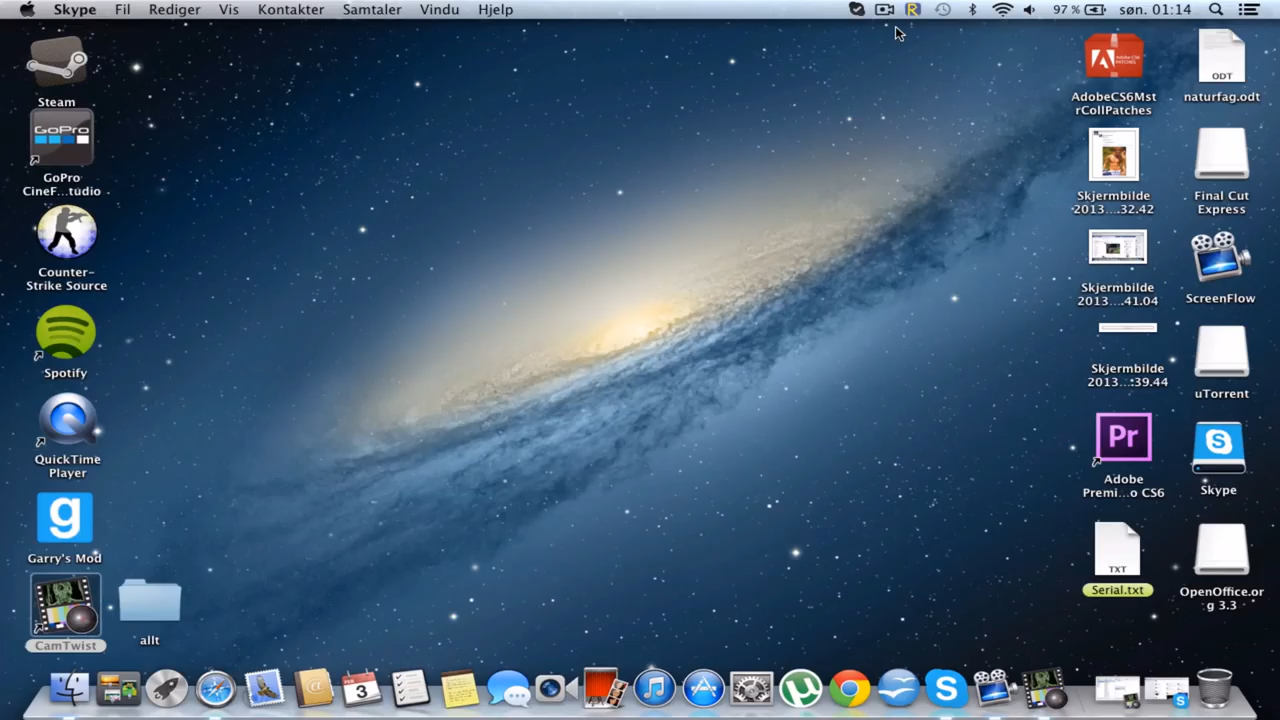 Skype Fil Rediger Vis Kontakter Samtaler Vindu Hjelp 97 % søn. 01:14
Steam
GoPro
GoPro
CineF...tudio
Counter-
Strike Source
Spotify
QuickTime
Player
g
Garry's Mod
CamTwist
allt
AdobeCS6Mst
rCollPatches
Skjermbilde
2013....32.42
Skjermbilde
2013....41.04
Skjermbilde
2013....39.44
Pr
Adobe
Premi...o CS6
TXT
Serial.txt
ODT
naturfag.odt
Final Cut
Express
ScreenFlow
uTorrent
S
Skype
OpenOffice.or
g 3.3
3